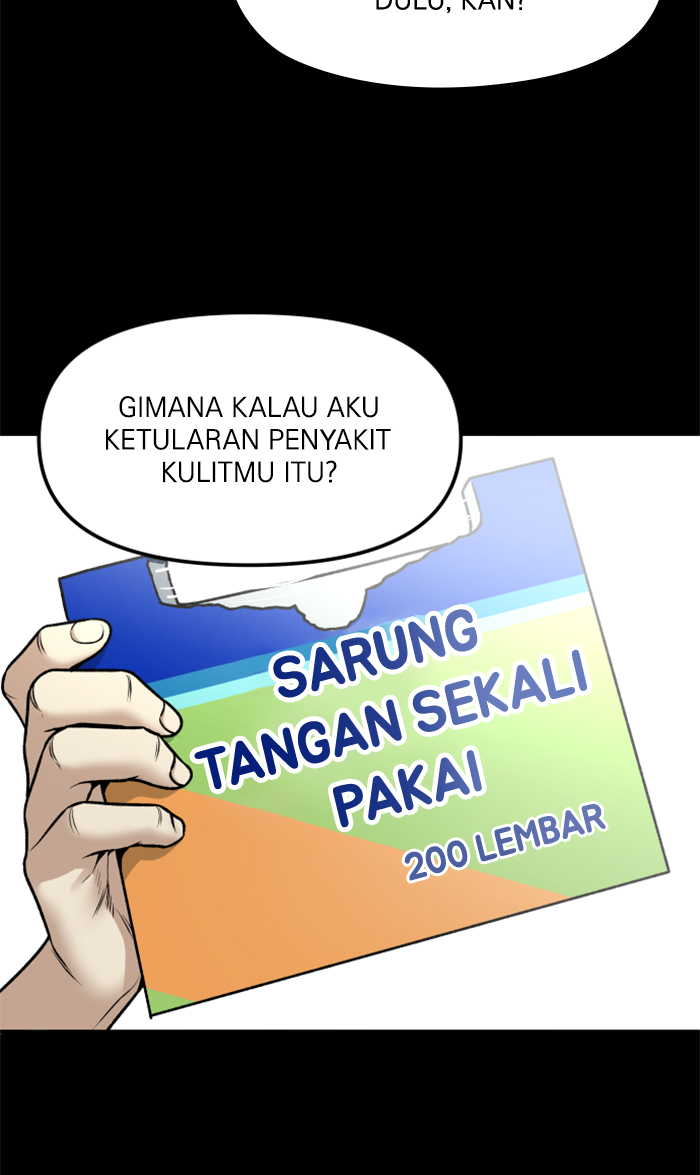 DULU, KAN?
GIMANA KALAU AKU
KETULARAN PENYAKIT
KULITMU ITU?
SARUNG
TANGAN SEKALI
PAKAI
200 LEMBAR